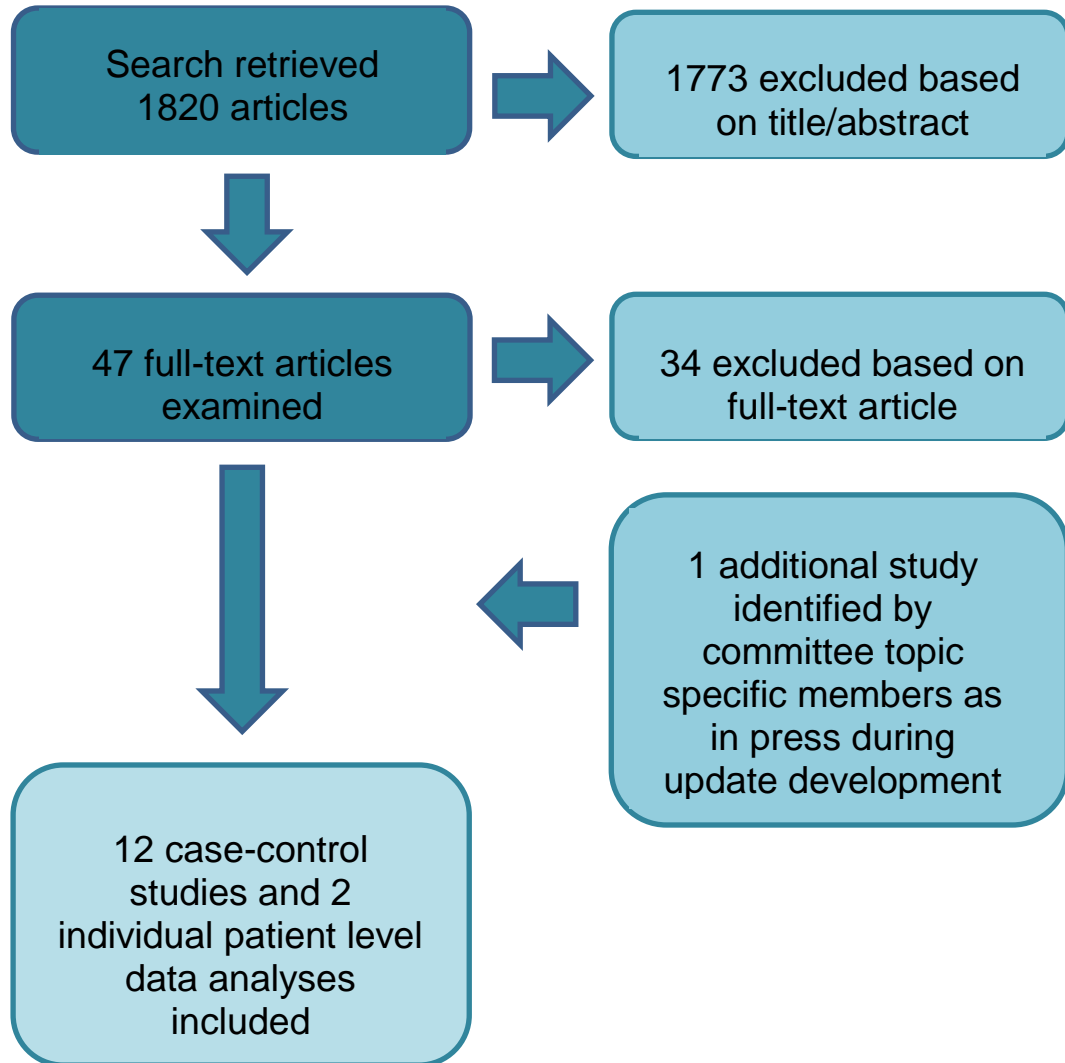 Search retrieved
1820 articles
1773 excluded based
on title/abstract
47 full-text articles
examined
34 excluded based on
full-text article
1 additional study
identified by
committee topic
specific members as
in press during
update development
12 case-control
studies and 2
individual patient level
data analyses
included